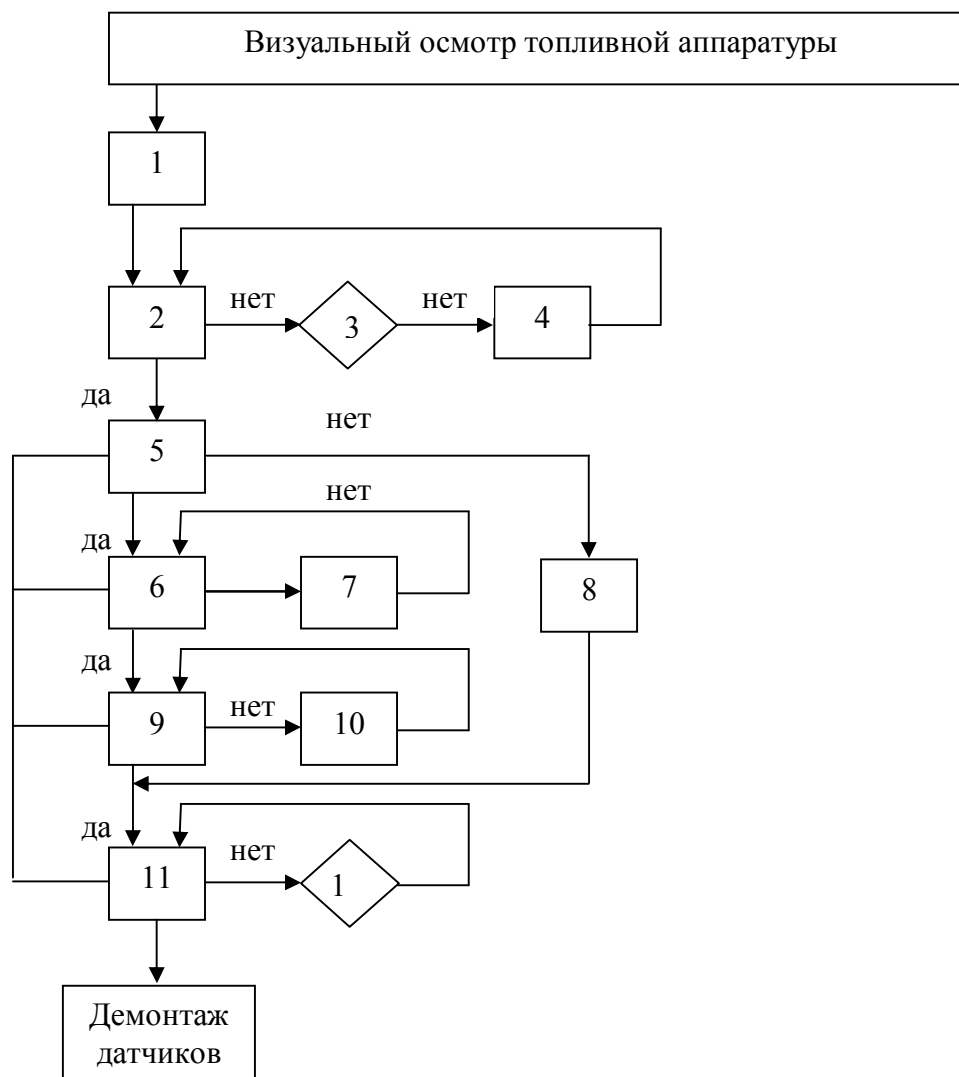 Визуальный осмотр топливной аппаратуры
1
нет
нет
2
3
4
да
нет
5
нет
да
6
7
8
да
9
нет
10
да
нет
11
1
Демонтаж
датчиков